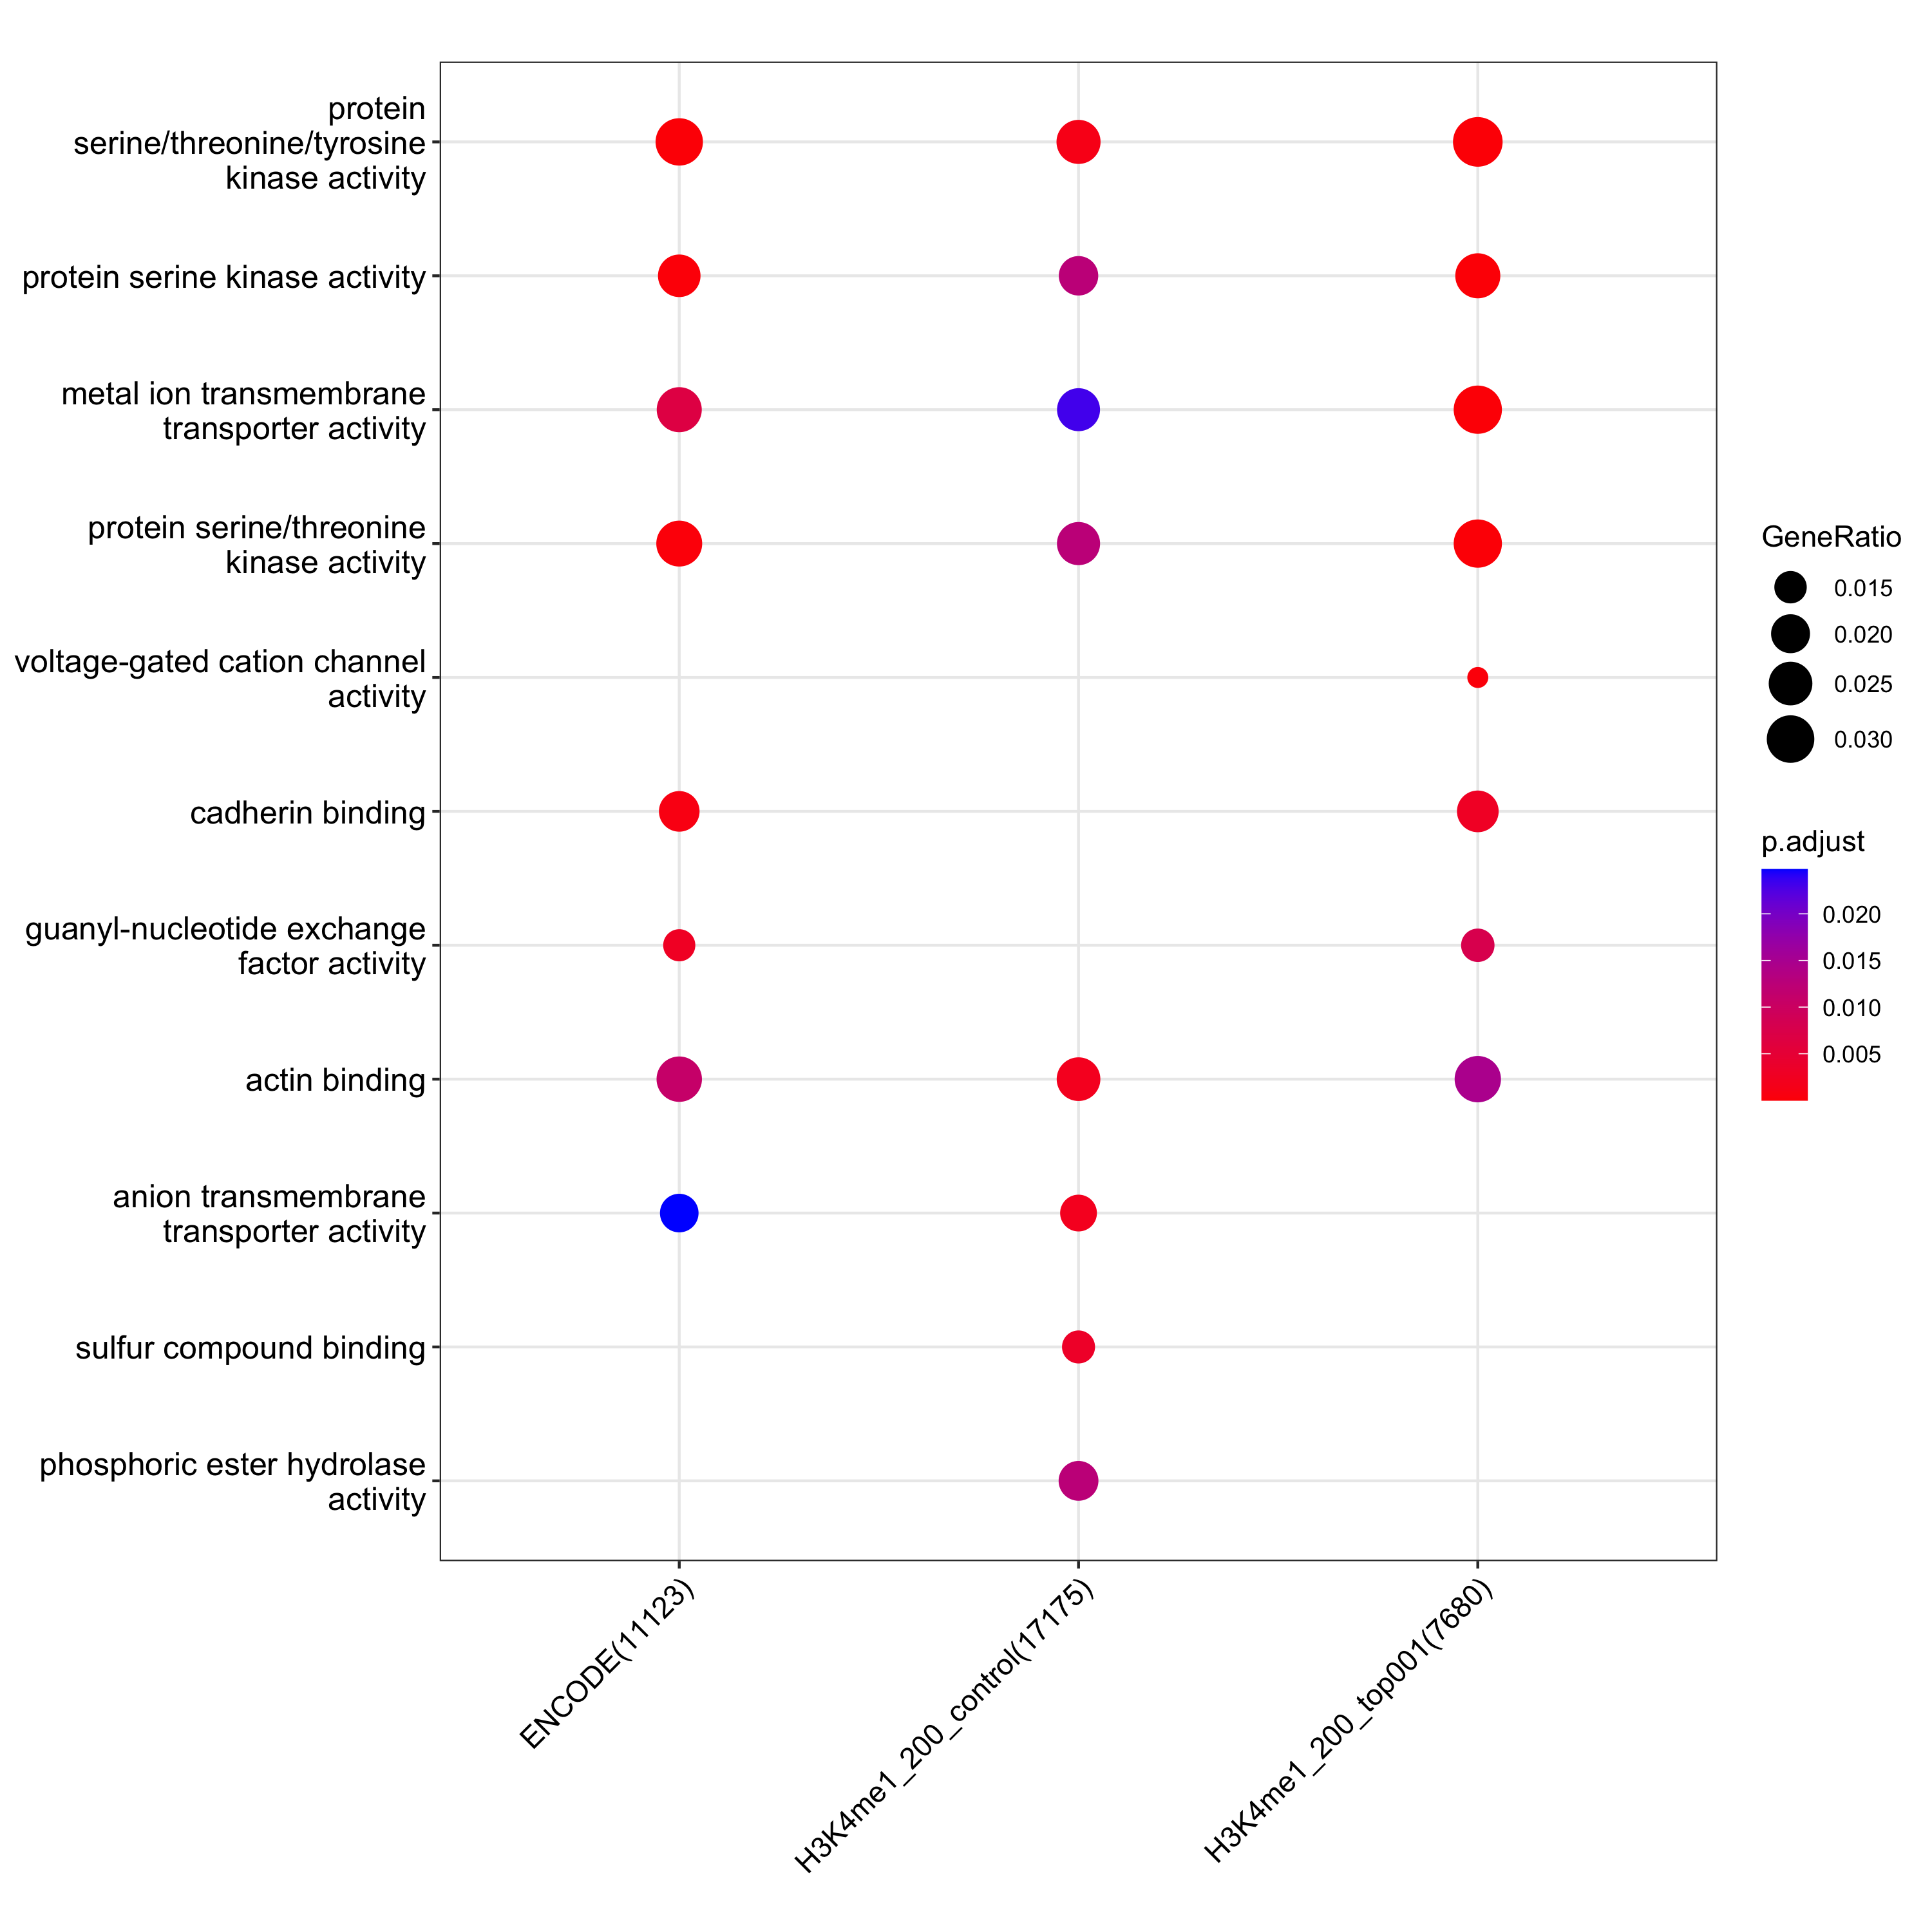 protein
serine/threonine/tyrosine
kinase activity
protein serine kinase activity
metal ion transmembrane
transporter activity
protein serine/threonine
kinase activity
voltage-gated cation channel
activity
cadherin binding
guanyl-nucleotide exchange
factor activity
actin binding
anion transmembrane
transporter activity
sulfur compound binding
phosphoric ester hydrolase
activity
ENCODE(11123)
H3K4me1_200_control(17175)
H3K4me1_200_top001(7680)
GeneRatio
0.015
0.020
0.025
0.030
p.adjust
0.020
0.015
0.010
0.005